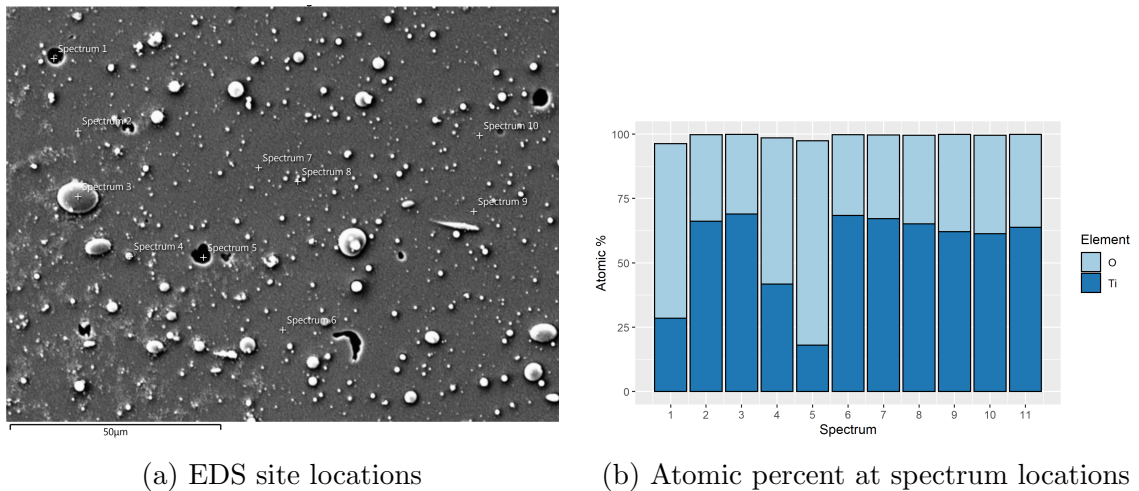 Spectrum 1
Spectrum 2
Spectrum 10
Spectrum 7
Spectrum 8
Spectrum 3
Spectrum 9
Spectrum 4
Spectrum 5
Spectrum 6
50µm
(a) EDS site locations
100
75
50
25
0
Atomic %
1 2 3 4 5 6 7 8 9 10 11
Spectrum
Element
O
Ti
(b) Atomic percent at spectrum locations